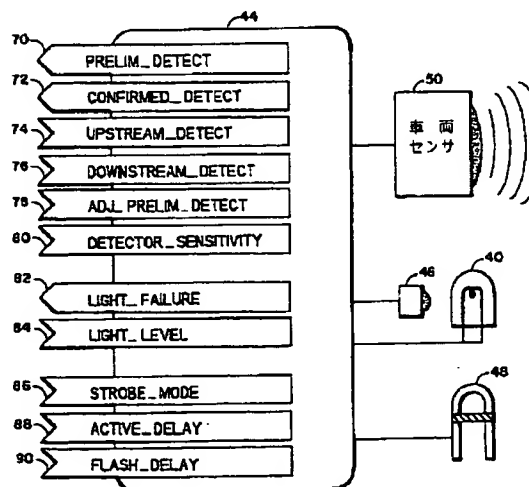 44
70
PRELIM_DETECT
72
CONFIRMED_DETECT
74
UPSTREAM_DETECT
76
DOWNSTREAM_DETECT
78
ADJ_PRELIM_DETECT
80
DETECTOR_SENSITIVITY
82
LIGHT_FAILURE
84
LIGHT_LEVEL
86
STROBE_MODE
88
ACTIVE_DELAY
90
FLASH_DELAY
50
車両
センサ
46
40
48